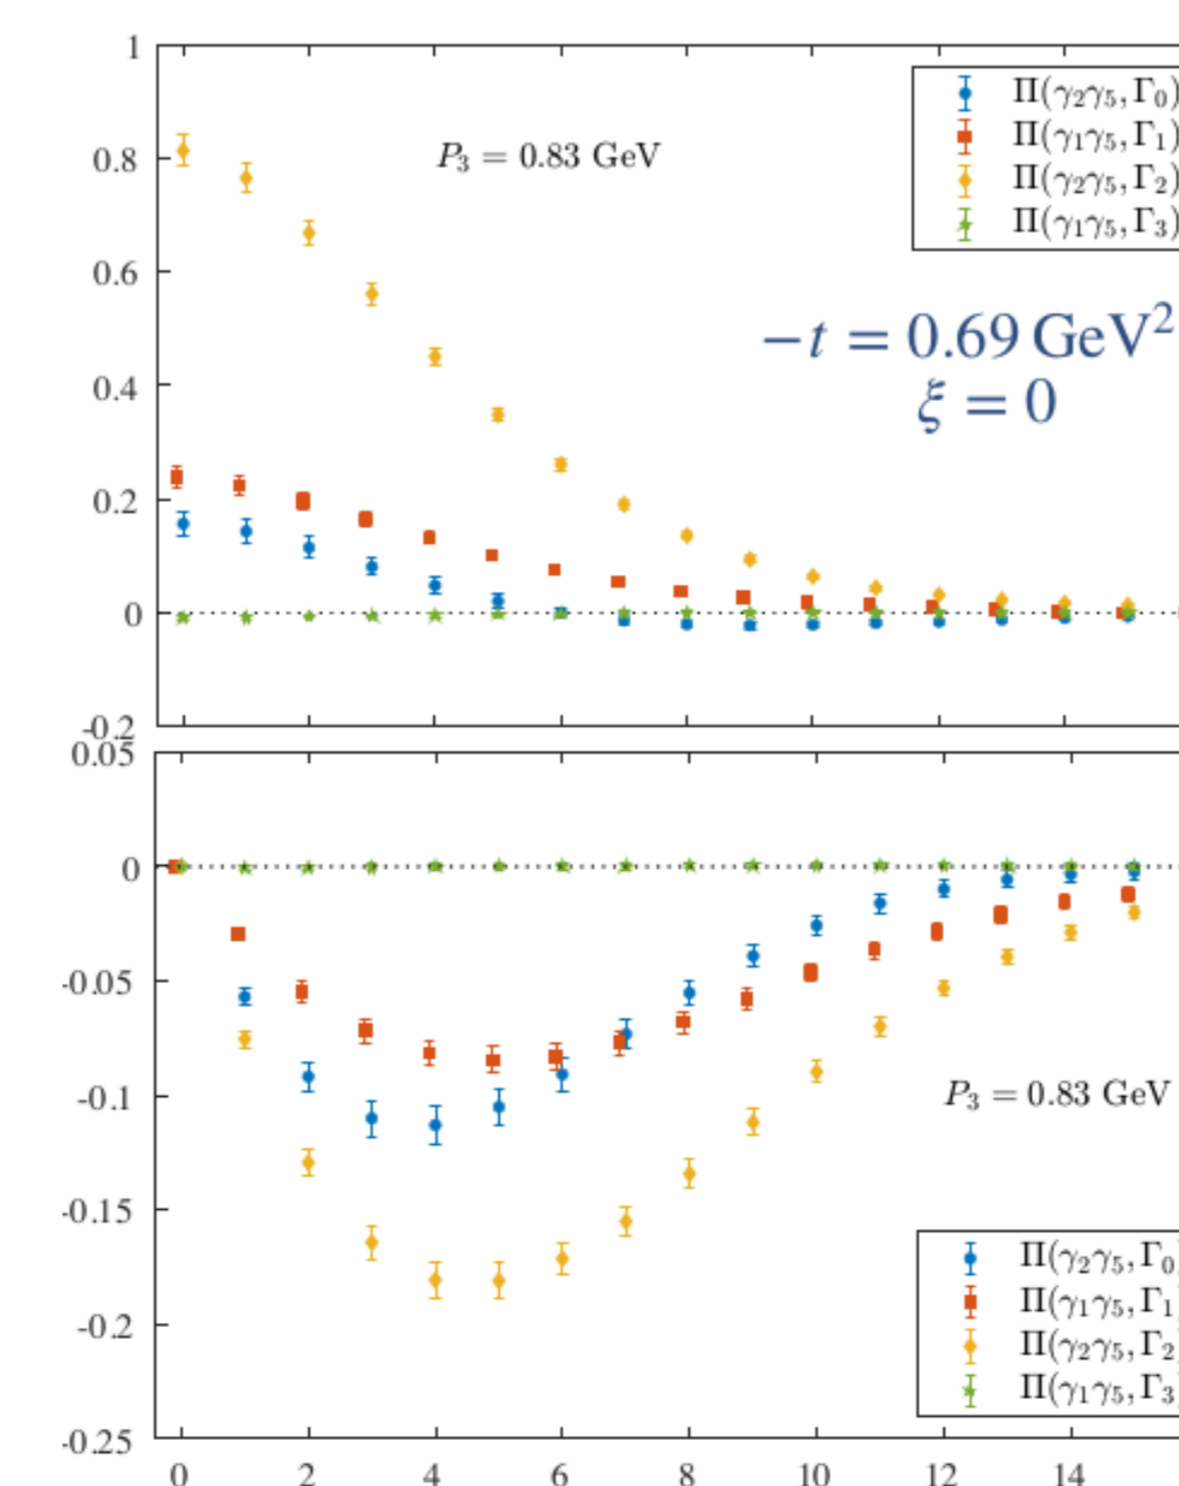 1
0.8
0.6
0.4
0.2
0
-0.2
P₃ = 0.83 GeV
Π(γ₂γ₅, Γ₀)
Π(γ₁γ₅, Γ₁)
Π(γ₂γ₅, Γ₂)
Π(γ₁γ₅, Γ₃)
−t = 0.69 GeV²
ξ = 0
0.05
0
-0.05
-0.1
-0.15
-0.2
-0.25
P₃ = 0.83 GeV
Π(γ₂γ₅, Γ₀
Π(γ₁γ₅, Γ₁
Π(γ₂γ₅, Γ₂
Π(γ₁γ₅, Γ₃
0 2 4 6 8 10 12 14